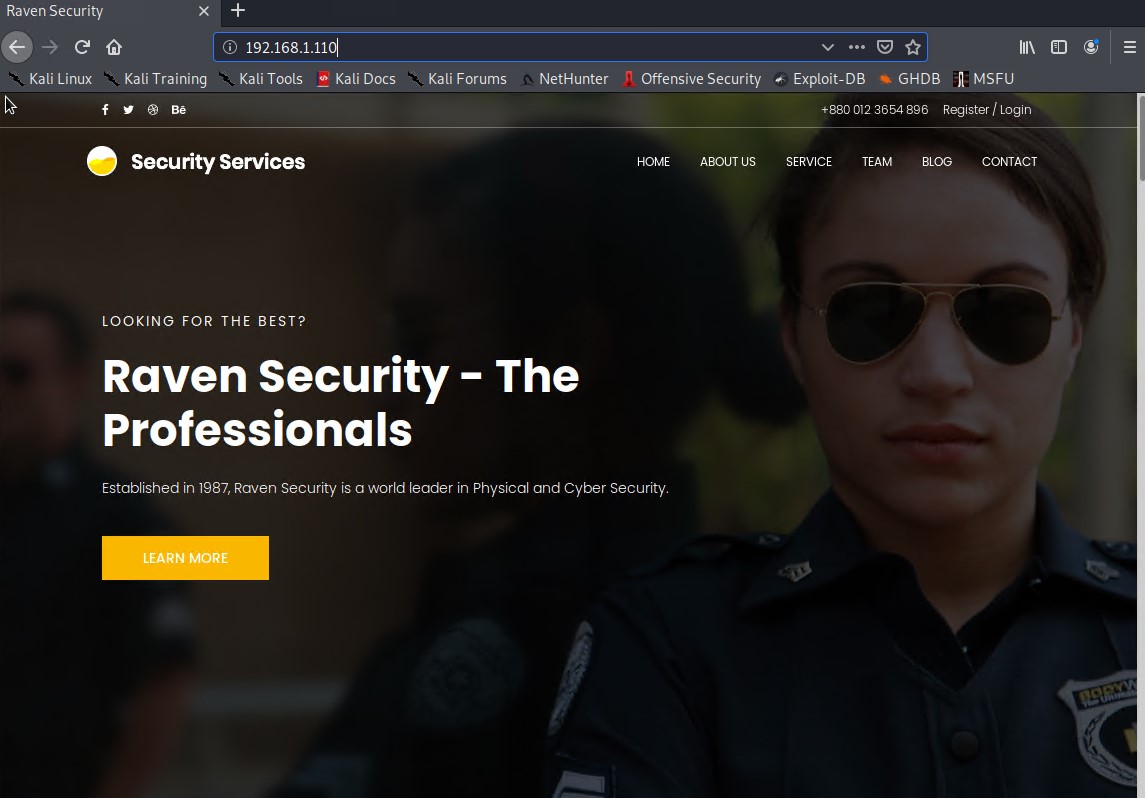 Raven Security
192.168.1.110
Kali Linux Kali Training Kali Tools Kali Docs Kali Forums NetHunter Offensive Security Exploit-DB GHDB MSFU
Bē +880 012 3654 896 Register / Login
Security Services HOME ABOUT US SERVICE TEAM BLOG CONTACT
LOOKING FOR THE BEST?
Raven Security - The
Professionals
Established in 1987, Raven Security is a world leader in Physical and Cyber Security.
LEARN MORE